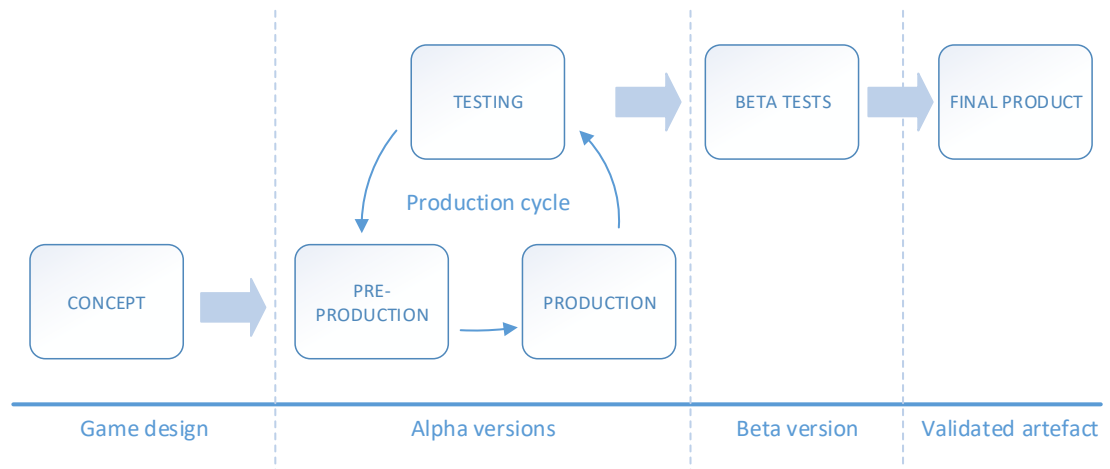 TESTING
BETA TESTS
FINAL PRODUCT
Production cycle
CONCEPT
PRE-
PRODUCTION
PRODUCTION
Game design
Alpha versions
Beta version
Validated artefact